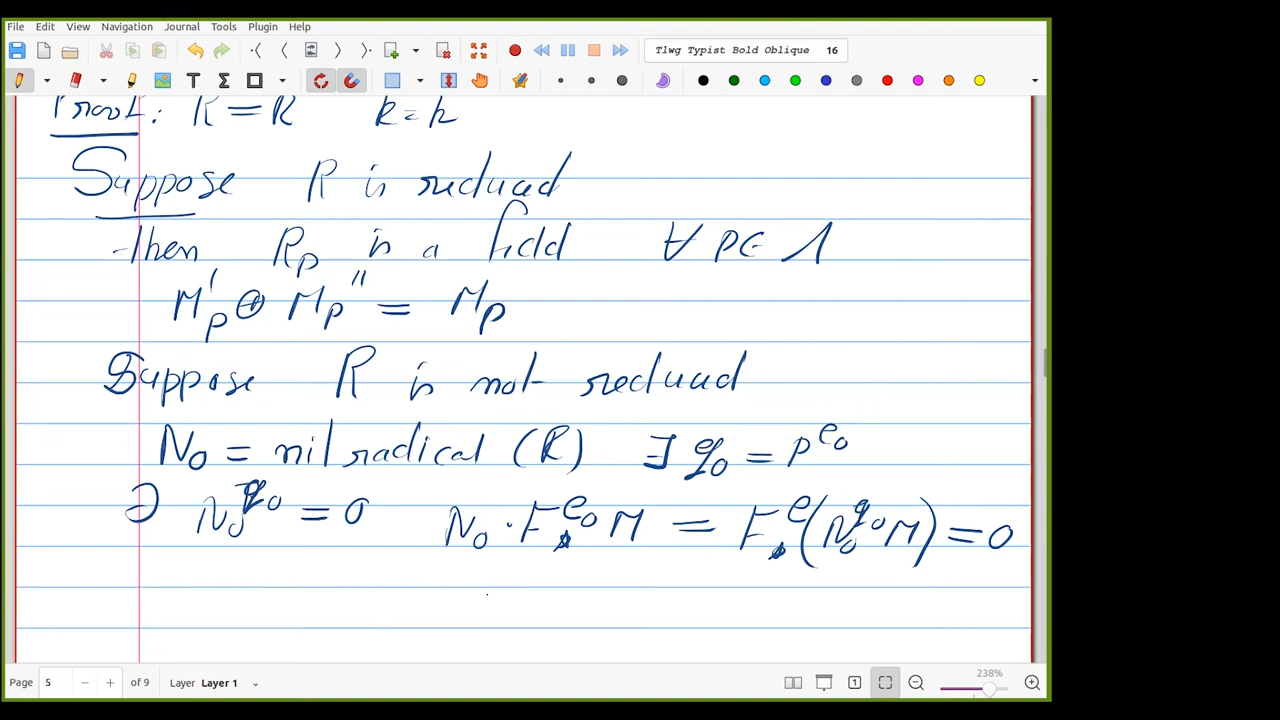 File Edit View Navigation Journal Tools Plugin Help
Tlwg Typist Bold Oblique 16
Proof: R = R̂ k = k
Suppose R is reduced
Then R_p is a field ∀ P ∈ Λ
M'_p ⊕ M_p'' = M_p
Suppose R is not reduced
N_0 = nil radical (R) ∃ q_0 = p^{e_0}
∋ N_0^{q_0} = 0 N_0 · F_*^{e_0} M = F_*^e (N_0^{q_0} M) = 0
Page 5 of 9 Layer Layer 1 238%